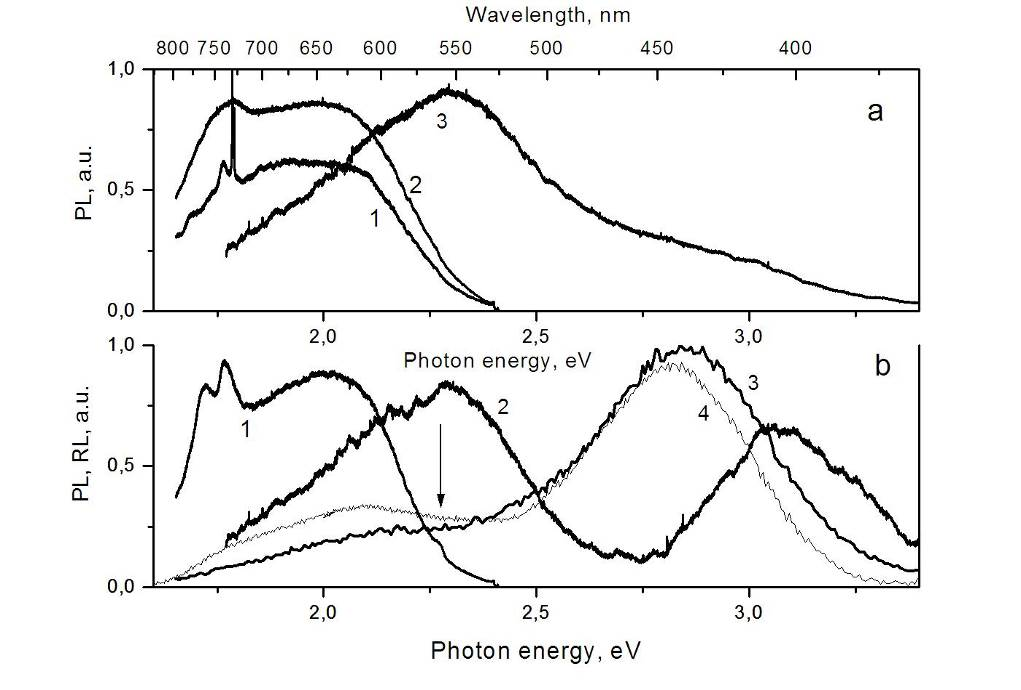 Wavelength, nm
800 750 700 650 600 550 500 450 400
1,0
a
3
PL, a.u.
0,5
2
1
0,0
2,0 2,5 3,0
Photon energy, eV
1,0
b
3
2
4
1
PL, RL, a.u.
0,5
0,0
2,0 2,5 3,0
Photon energy, eV